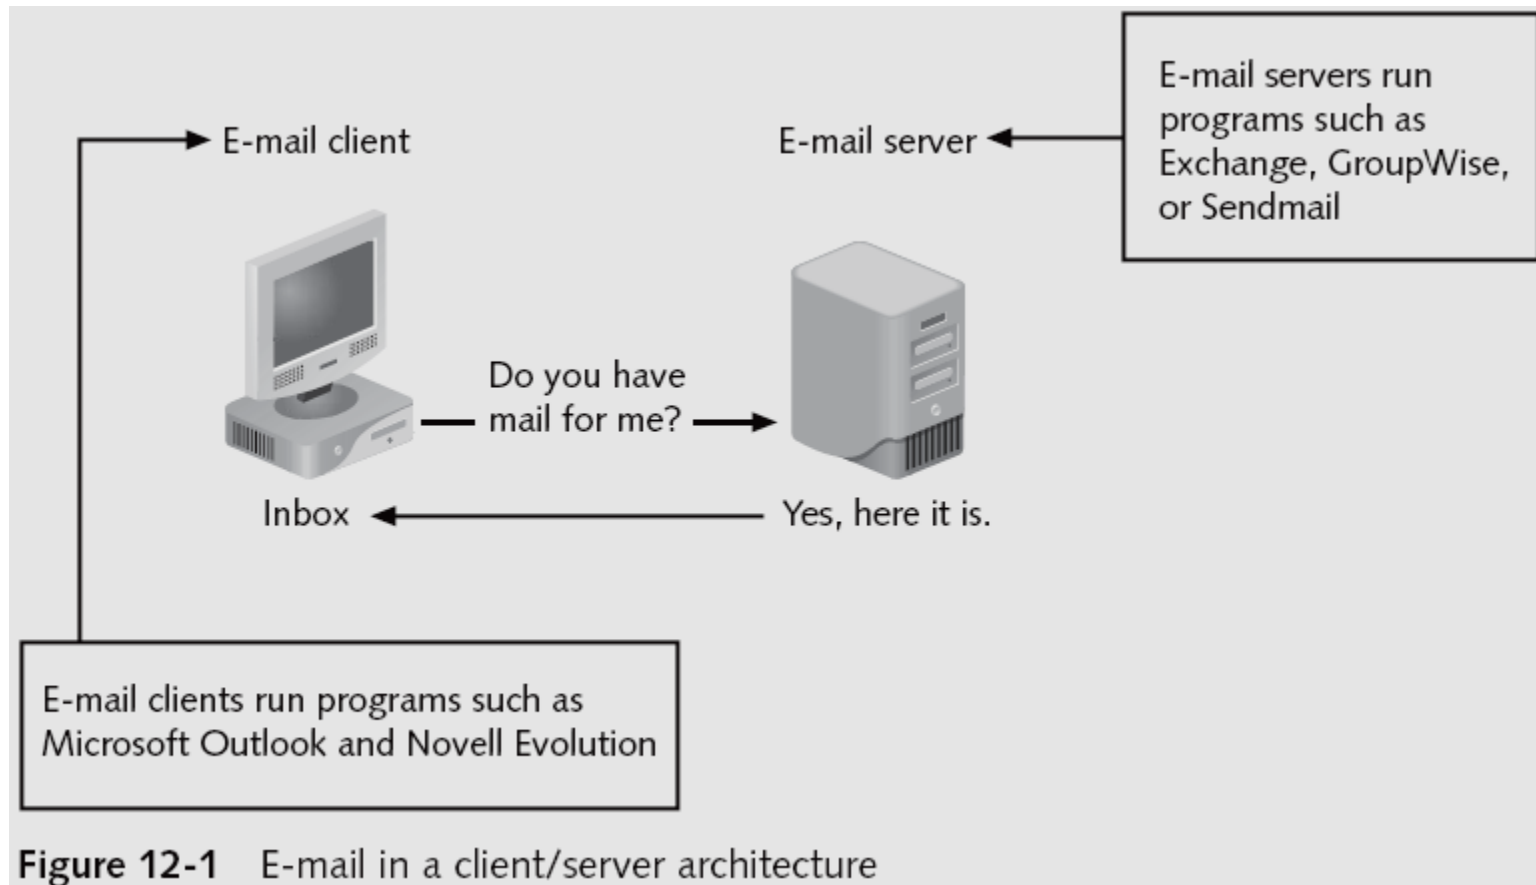 E-mail servers run
programs such as
Exchange, GroupWise,
or Sendmail
E-mail client
E-mail server
Do you have
mail for me?
Inbox
Yes, here it is.
E-mail clients run programs such as
Microsoft Outlook and Novell Evolution
Figure 12-1 E-mail in a client/server architecture